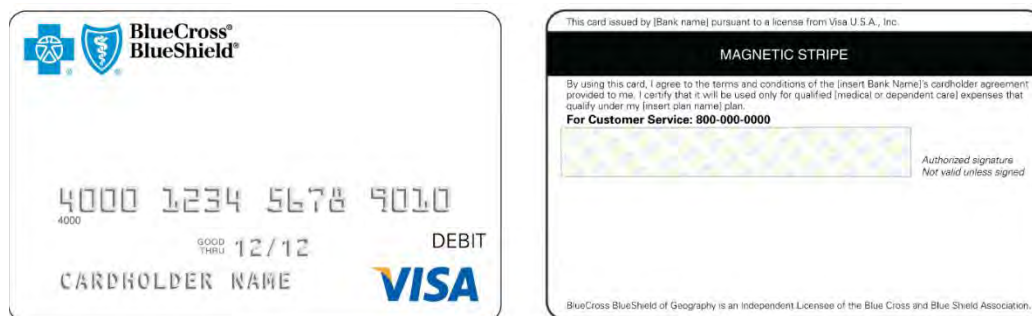 BlueCross®
BlueShield®
4000 1234 5678 9010
4000
GOOD THRU 12/12
DEBIT
CARDHOLDER NAME
VISA
This card issued by [Bank name] pursuant to a license from Visa U.S.A., Inc.
MAGNETIC STRIPE
By using this card, I agree to the terms and conditions of the [insert Bank Name]'s cardholder agreement
provided to me. I certify that it will be used only for qualified [medical or dependent care] expenses that
qualify under my [insert plan name] plan.
For Customer Service: 800-000-0000
Authorized signature
Not valid unless signed
BlueCross BlueShield of Geography is an Independent Licensee of the Blue Cross and Blue Shield Association.